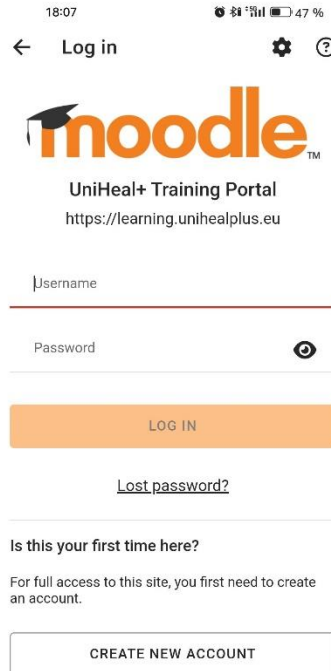 18:07
47 %
Log in
moodle
TM
UniHeal+ Training Portal
https://learning.unihealplus.eu
Username
Password
LOG IN
Lost password?
Is this your first time here?
For full access to this site, you first need to create
an account.
CREATE NEW ACCOUNT